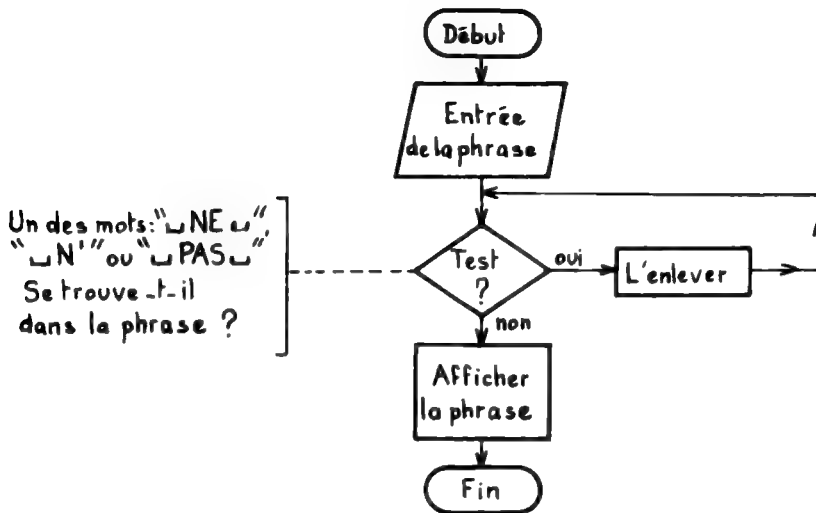 Début
Entrée
de la phrase
Un des mots: "␣NE␣",
"␣N'" ou "␣PAS␣",
Se trouve-t-il
dans la phrase ?
Test
?
oui
L'enlever
non
Afficher
la phrase
Fin